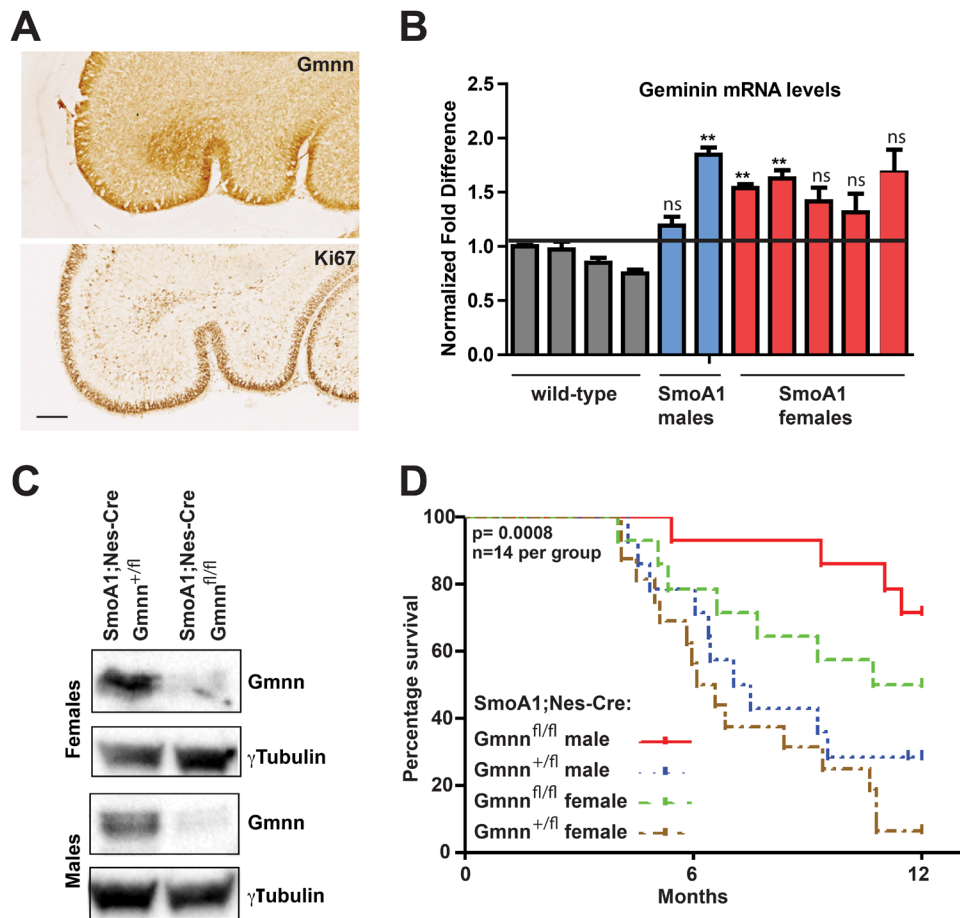 A
Gmnn
Ki67
B
Geminin mRNA levels
Normalized Fold Difference
2.5
2.0
1.5
1.0
0.5
0.0
ns
**
**
**
ns
ns
ns
wild-type
SmoA1
males
SmoA1
females
C
SmoA1;Nes-Cre
Gmnn+/fl
SmoA1;Nes-Cre
Gmnnfl/fl
Females
Gmnn
γTubulin
Males
Gmnn
γTubulin
D
Percentage survival
100
80
60
40
20
0
p= 0.0008
n=14 per group
SmoA1;Nes-Cre:
Gmnnfl/fl male
Gmnn+/fl male
Gmnnfl/fl female
Gmnn+/fl female
0
6
12
Months